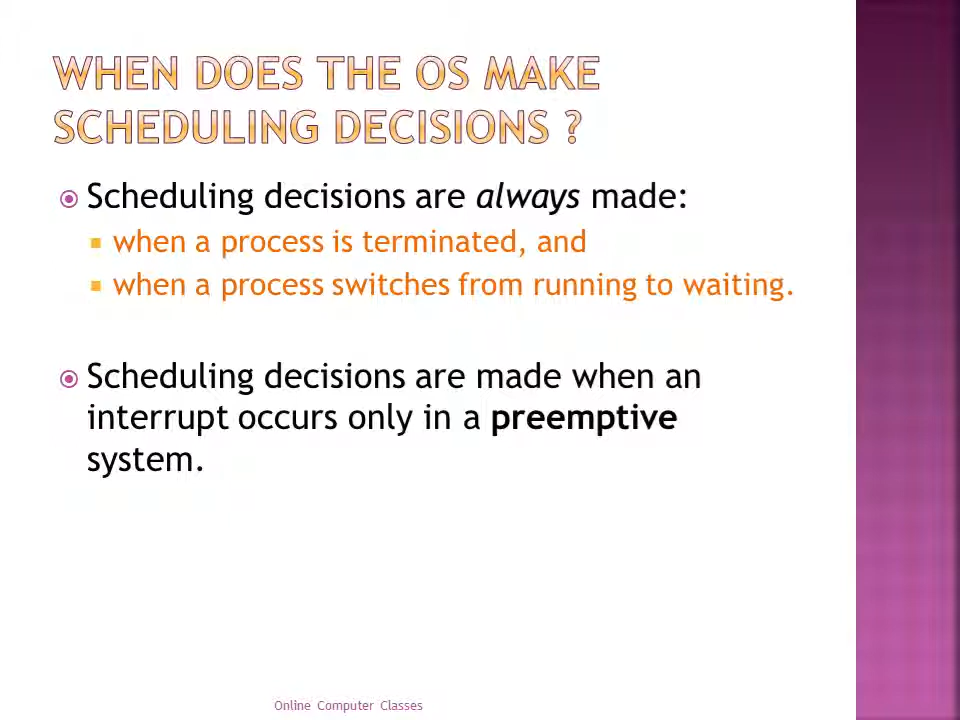 WHEN DOES THE OS MAKE
SCHEDULING DECISIONS ?
Scheduling decisions are always made:
when a process is terminated, and
when a process switches from running to waiting.
Scheduling decisions are made when an
interrupt occurs only in a preemptive
system.
Online Computer Classes